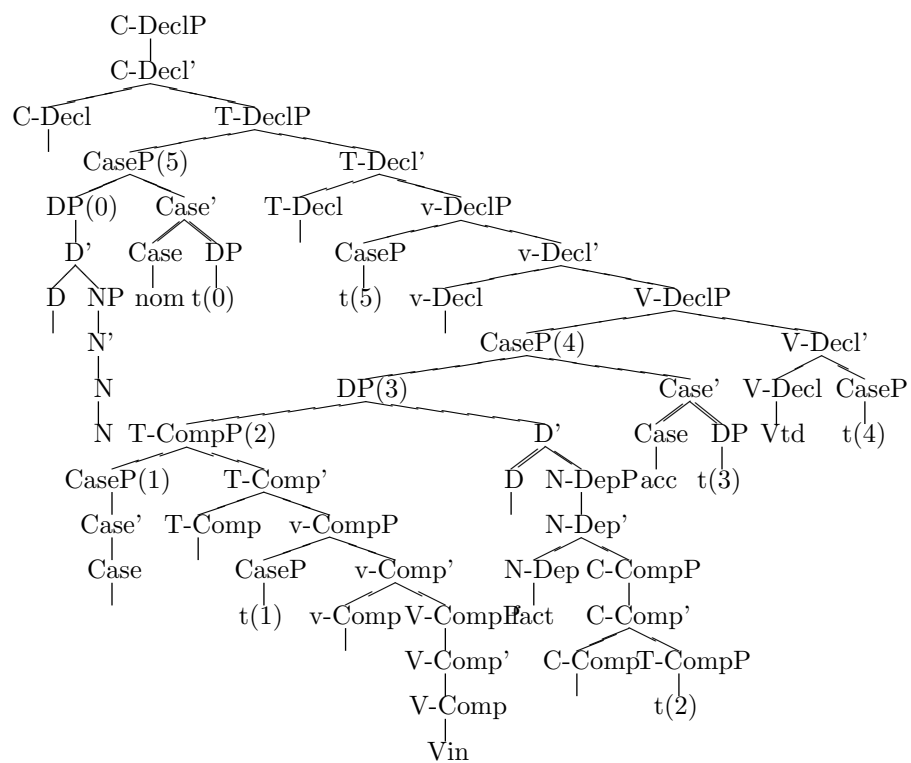 C-DeclP
C-Decl'
C-Decl T-DeclP
CaseP(5) T-Decl'
DP(0) Case' T-Decl v-DeclP
D' Case DP CaseP v-Decl'
D NP nom t(0) t(5) v-Decl V-DeclP
N' CaseP(4) V-Decl'
N DP(3) Case' V-Decl CaseP
N T-CompP(2) D' Case DP Vtd t(4)
CaseP(1) T-Comp' D N-DepP acc t(3)
Case' T-Comp v-CompP N-Dep'
Case CaseP v-Comp' N-Dep C-CompP
t(1) v-Comp V-CompP Fact C-Comp'
V-Comp' C-Comp T-CompP
V-Comp t(2)
Vin